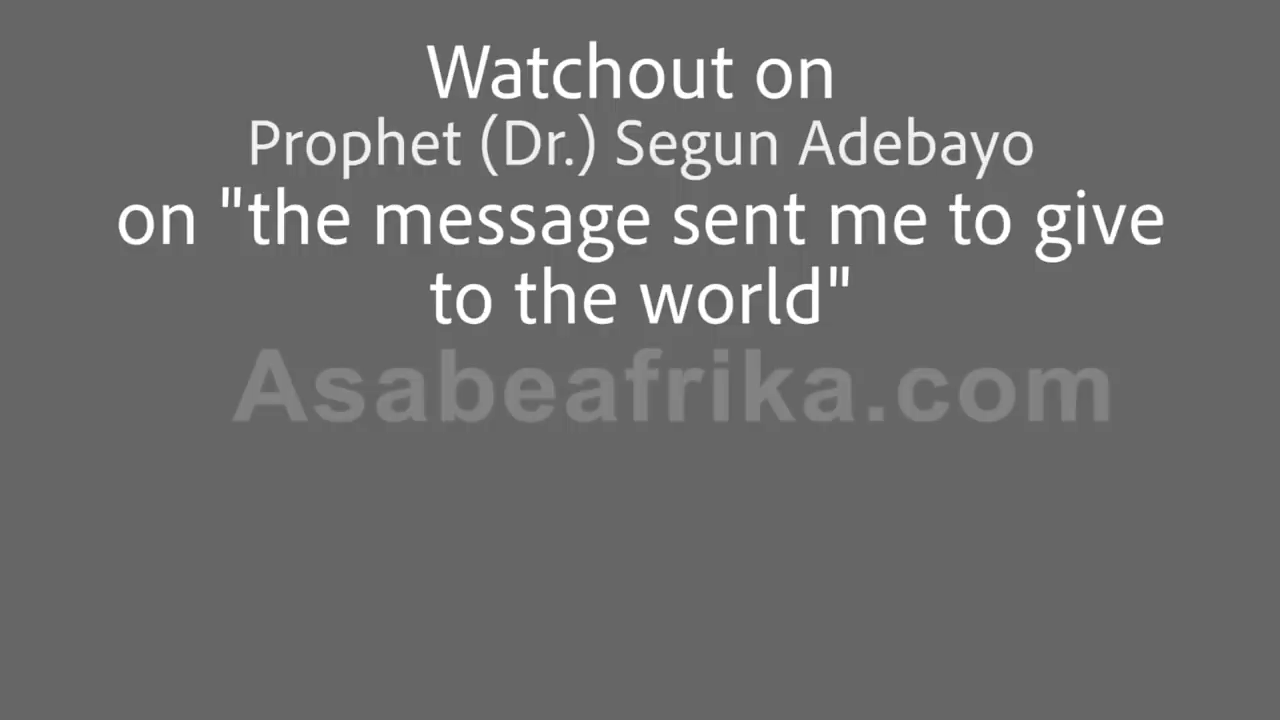 Watchout on
Prophet (Dr.) Segun Adebayo
on "the message sent me to give
to the world"
Asabeafrika.com